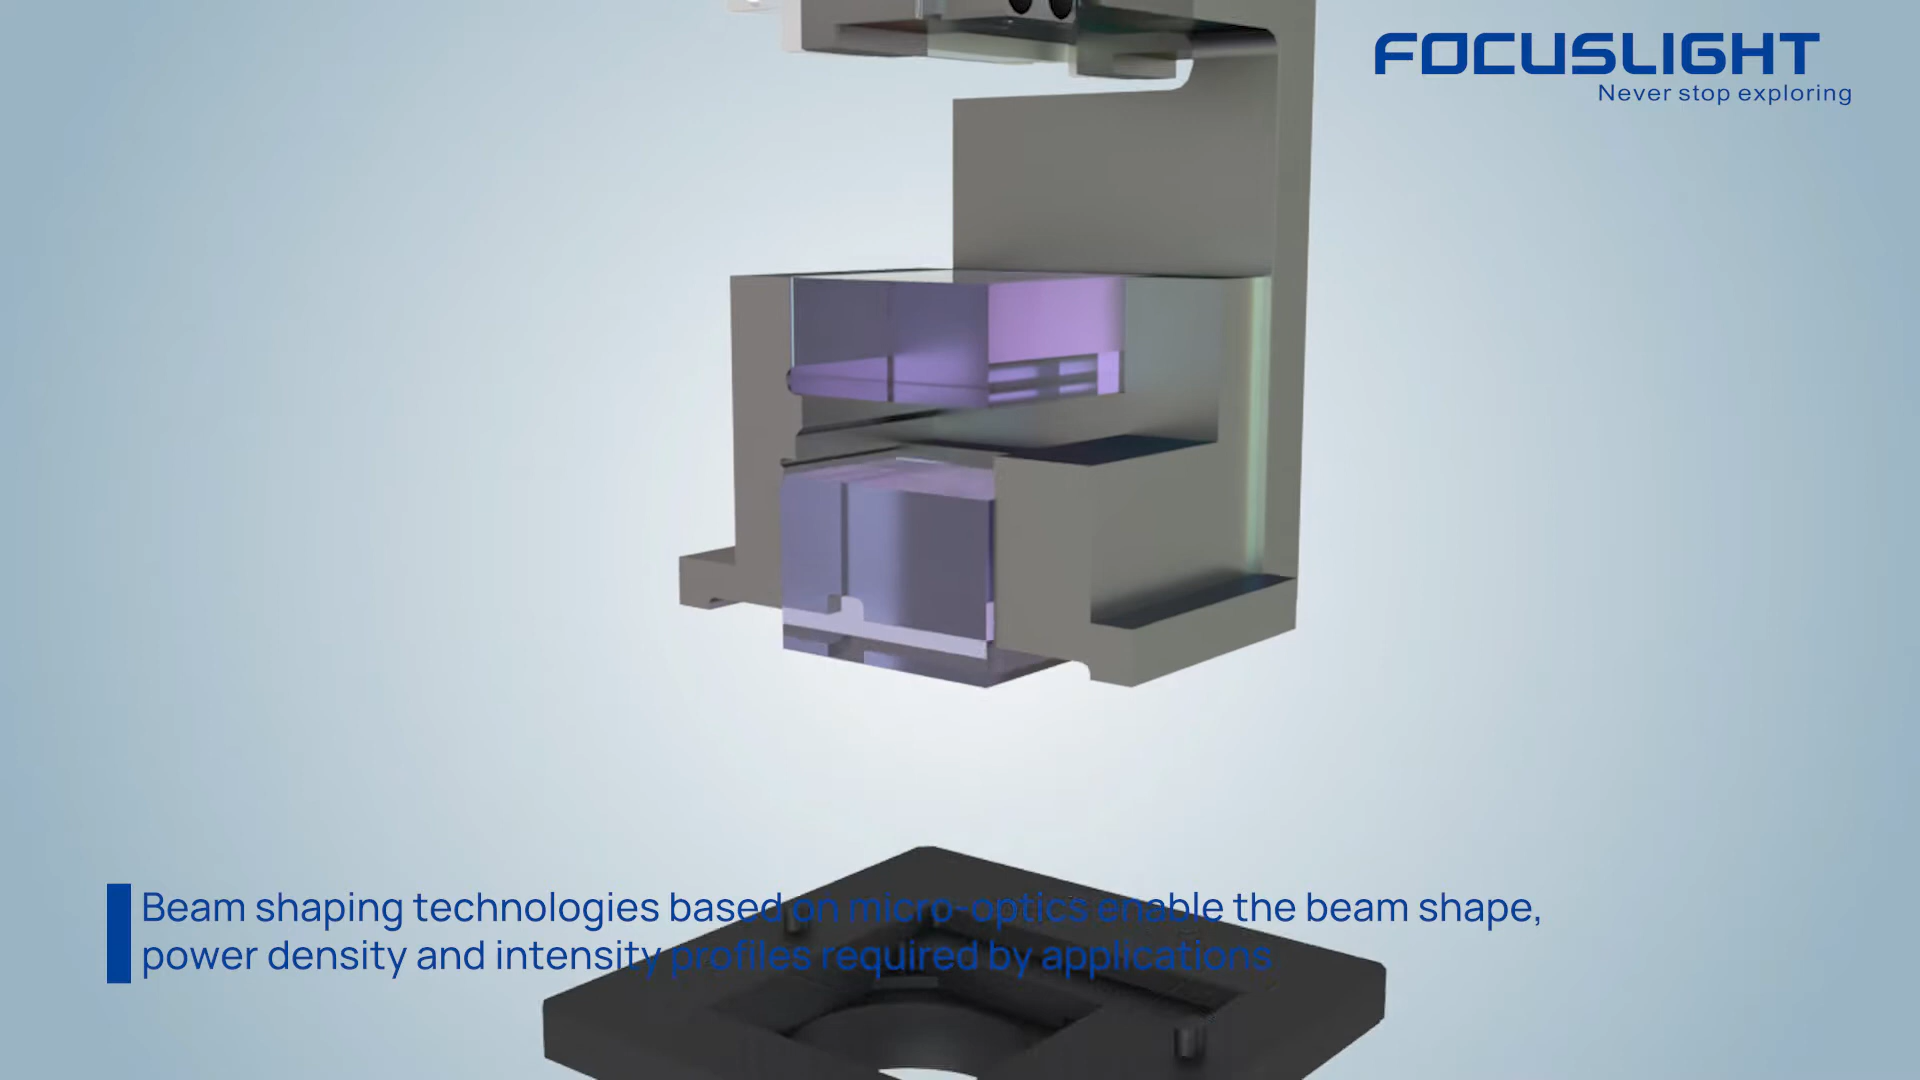 FOCUSLIGHT
Never stop exploring
Beam shaping technologies based on micro-optics enable the beam shape,
power density and intensity profiles required by applications